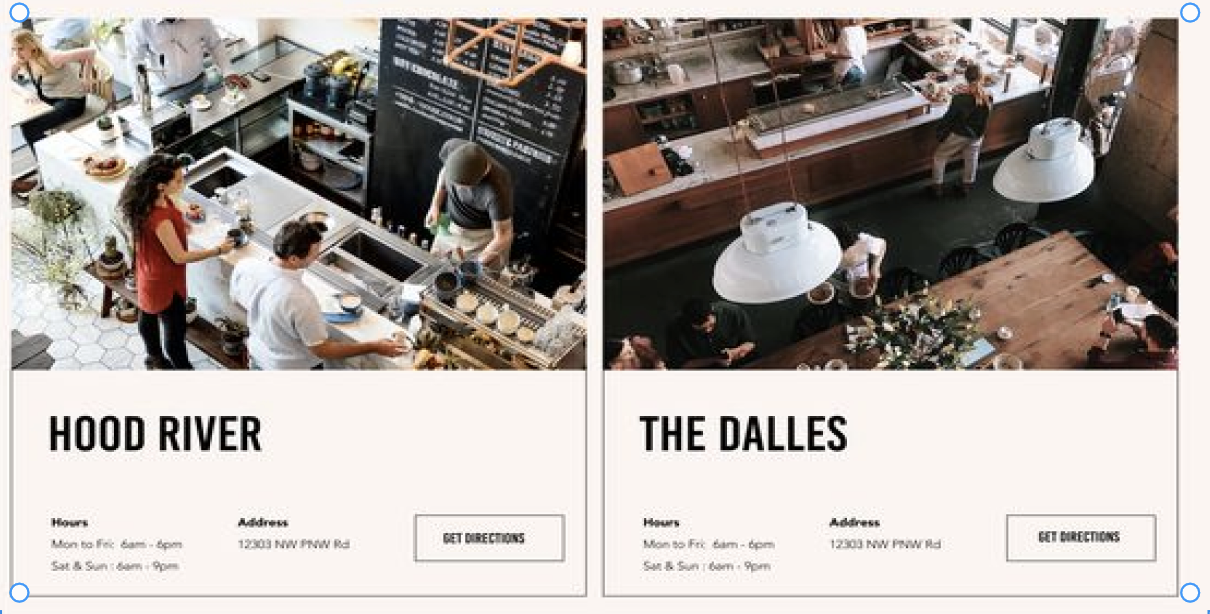 HOOD RIVER
Hours
Mon to Fri: 6am - 6pm
Sat & Sun : 6am - 9pm
Address
12303 NW PNW Rd
GET DIRECTIONS
THE DALLES
Hours
Mon to Fri: 6am - 6pm
Sat & Sun : 6am - 9pm
Address
12303 NW PNW Rd
GET DIRECTIONS